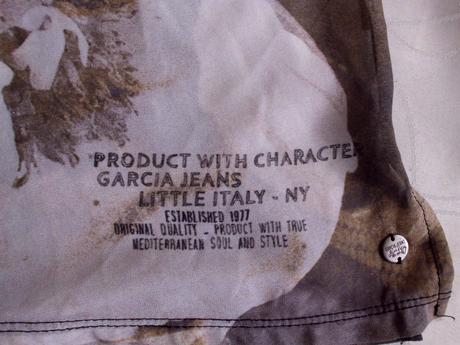 PRODUCT WITH CHARACTER
GARCIA JEANS
LITTLE ITALY - NY
ESTABLISHED 1977
ORIGINAL QUALITY - PRODUCT WITH TRUE
MEDITERRANEAN SOUL AND STYLE